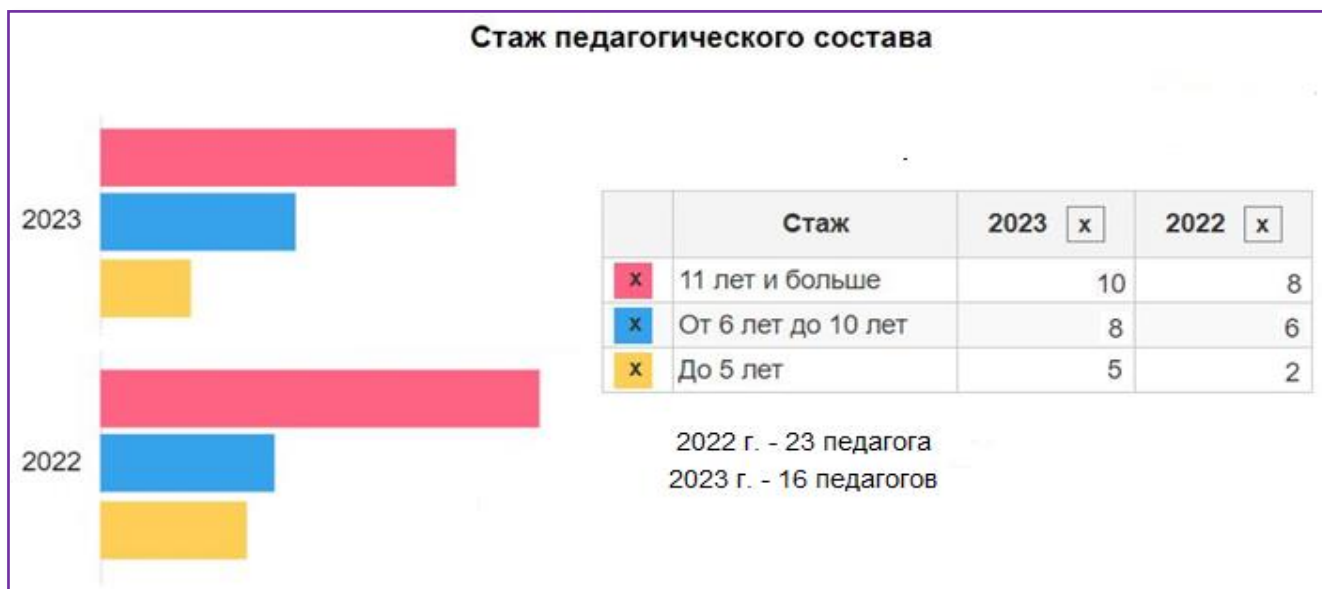 Стаж педагогического состава
2023
2022
Стаж 2023 x 2022 x
x 11 лет и больше 10 8
x От 6 лет до 10 лет 8 6
x До 5 лет 5 2
2022 г. - 23 педагога
2023 г. - 16 педагогов